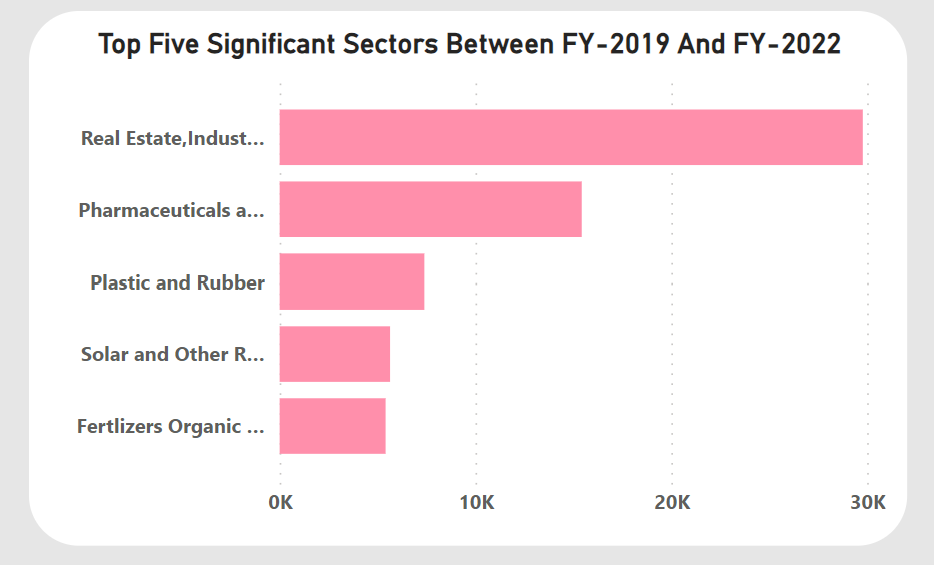 Top Five Significant Sectors Between FY-2019 And FY-2022
Real Estate,Indust...
Pharmaceuticals a...
Plastic and Rubber
Solar and Other R...
Fertlizers Organic ...
0K 10K 20K 30K